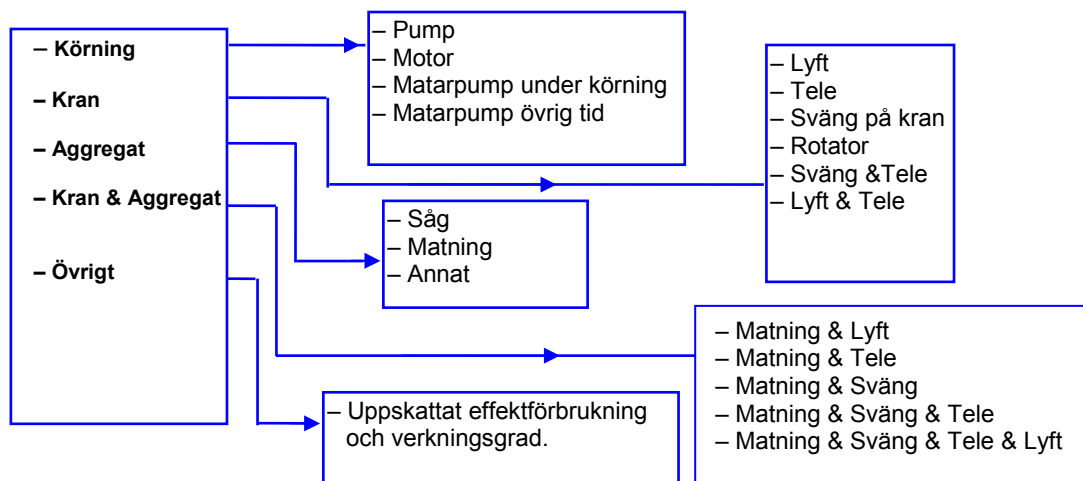 – Körning
– Kran
– Aggregat
– Kran & Aggregat
– Övrigt
– Pump
– Motor
– Matarpump under körning
– Matarpump övrig tid
– Lyft
– Tele
– Sväng på kran
– Rotator
– Sväng &Tele
– Lyft & Tele
– Såg
– Matning
– Annat
– Matning & Lyft
– Matning & Tele
– Matning & Sväng
– Matning & Sväng & Tele
– Matning & Sväng & Tele & Lyft
– Uppskattat effektförbrukning
och verkningsgrad.